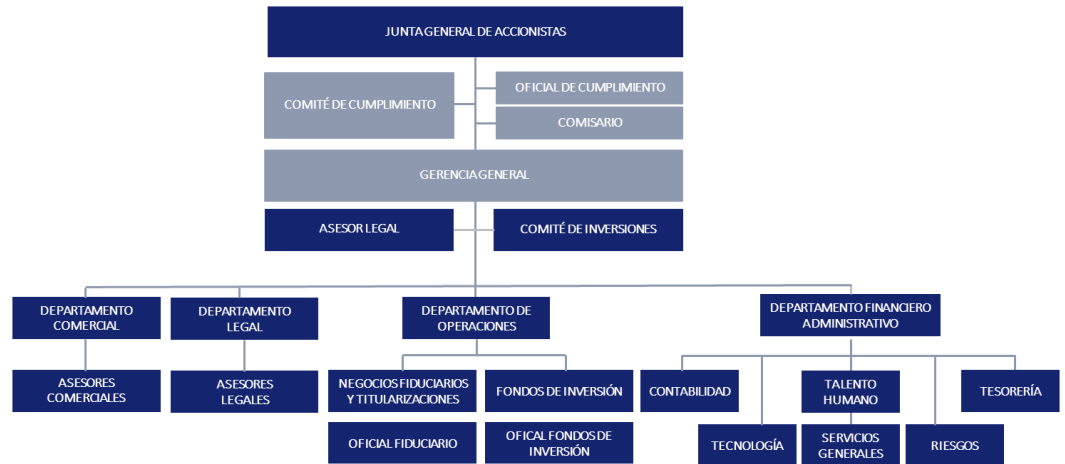 JUNTA GENERAL DE ACCIONISTAS
COMITÉ DE CUMPLIMIENTO
OFICIAL DE CUMPLIMIENTO
COMISARIO
GERENCIA GENERAL
ASESOR LEGAL
COMITÉ DE INVERSIONES
DEPARTAMENTO
COMERCIAL
DEPARTAMENTO
LEGAL
DEPARTAMENTO DE
OPERACIONES
DEPARTAMENTO FINANCIERO
ADMINISTRATIVO
ASESORES
COMERCIALES
ASESORES
LEGALES
NEGOCIOS FIDUCIARIOS
Y TITULARIZACIONES
FONDOS DE INVERSIÓN
CONTABILIDAD
TALENTO
HUMANO
TESORERÍA
OFICIAL FIDUCIARIO
OFICAL FONDOS DE
INVERSIÓN
TECNOLOGÍA
SERVICIOS
GENERALES
RIESGOS